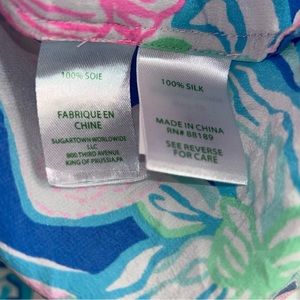 100% SOIE
FABRIQUE EN
CHINE
SUGARTOWN WORLDWIDE
LLC
800 THIRD AVENUE
KING OF PRUSSIA,PA
100% SILK
MADE IN CHINA
RN# 88189
SEE REVERSE
FOR CARE